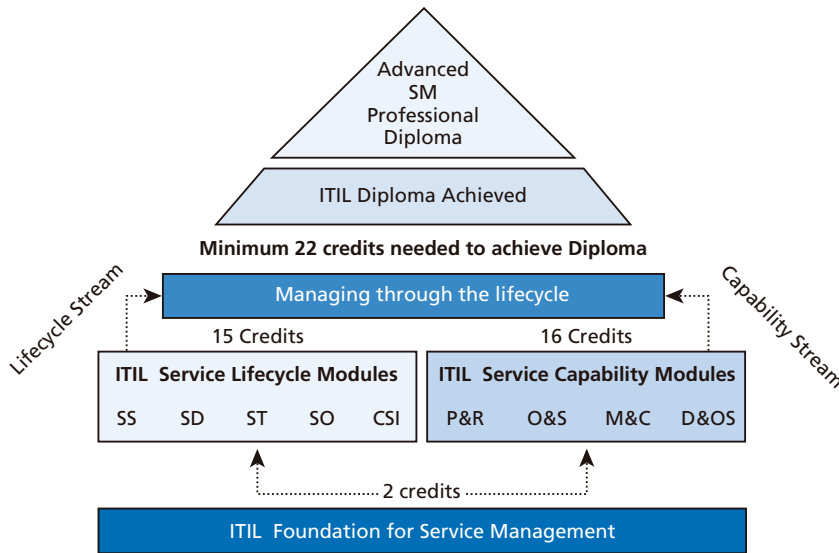 Advanced
SM
Professional
Diploma
ITIL Diploma Achieved
Minimum 22 credits needed to achieve Diploma
Lifecycle Stream
Managing through the lifecycle
Capability Stream
15 Credits
16 Credits
ITIL Service Lifecycle Modules
SS SD ST SO CSI
ITIL Service Capability Modules
P&R O&S M&C D&OS
2 credits
ITIL Foundation for Service Management